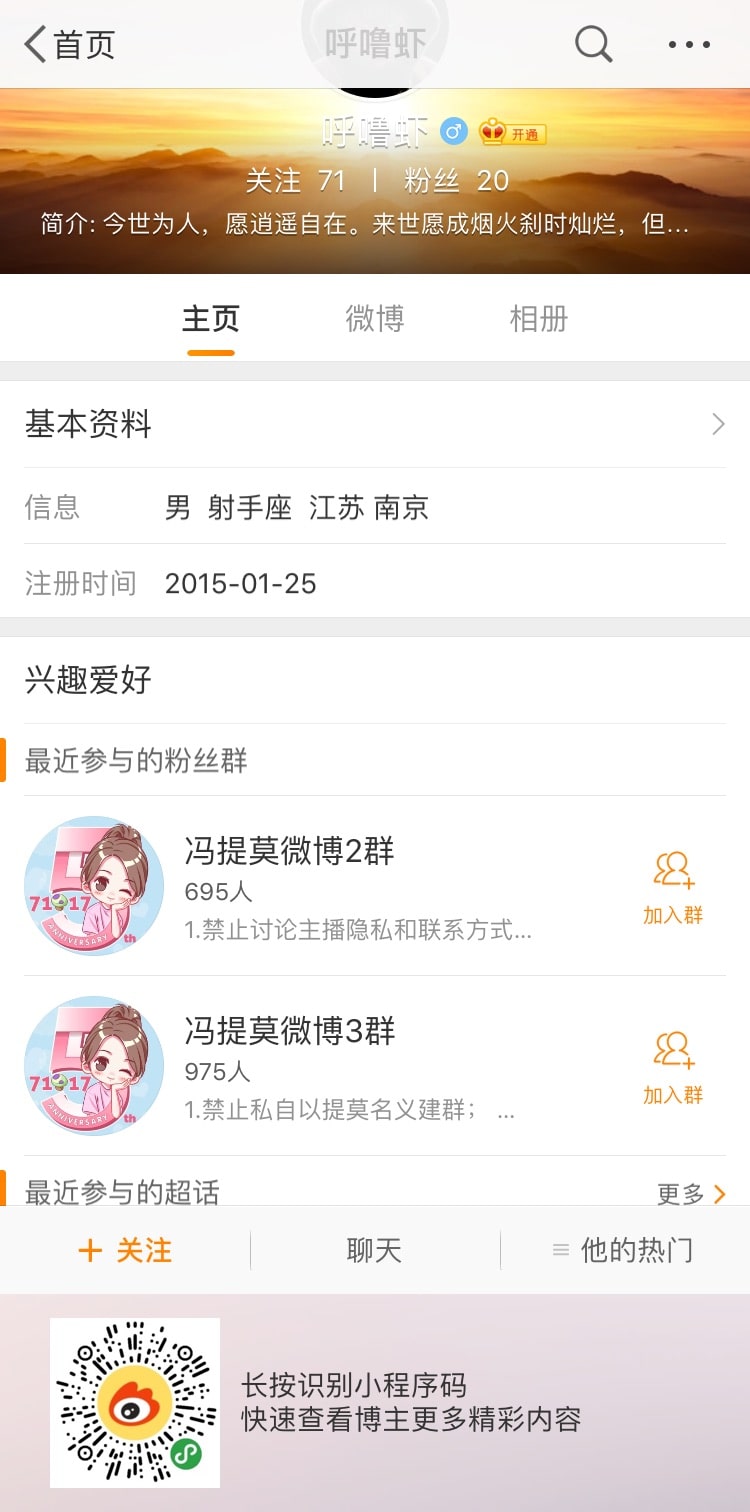 首页
呼噜虾
呼噜虾 开通
关注 71 | 粉丝 20
简介: 今世为人，愿逍遥自在。来世愿成烟火刹时灿烂，但...
主页 微博 相册
基本资料
信息 男 射手座 江苏 南京
注册时间 2015-01-25
兴趣爱好
最近参与的粉丝群
71 17
ANNIVERSARY th
冯提莫微博2群
695人
1.禁止讨论主播隐私和联系方式...
加入群
71 17
ANNIVERSARY th
冯提莫微博3群
975人
1.禁止私自以提莫名义建群； ...
加入群
最近参与的超话 更多
+ 关注 聊天 他的热门
长按识别小程序码
快速查看博主更多精彩内容